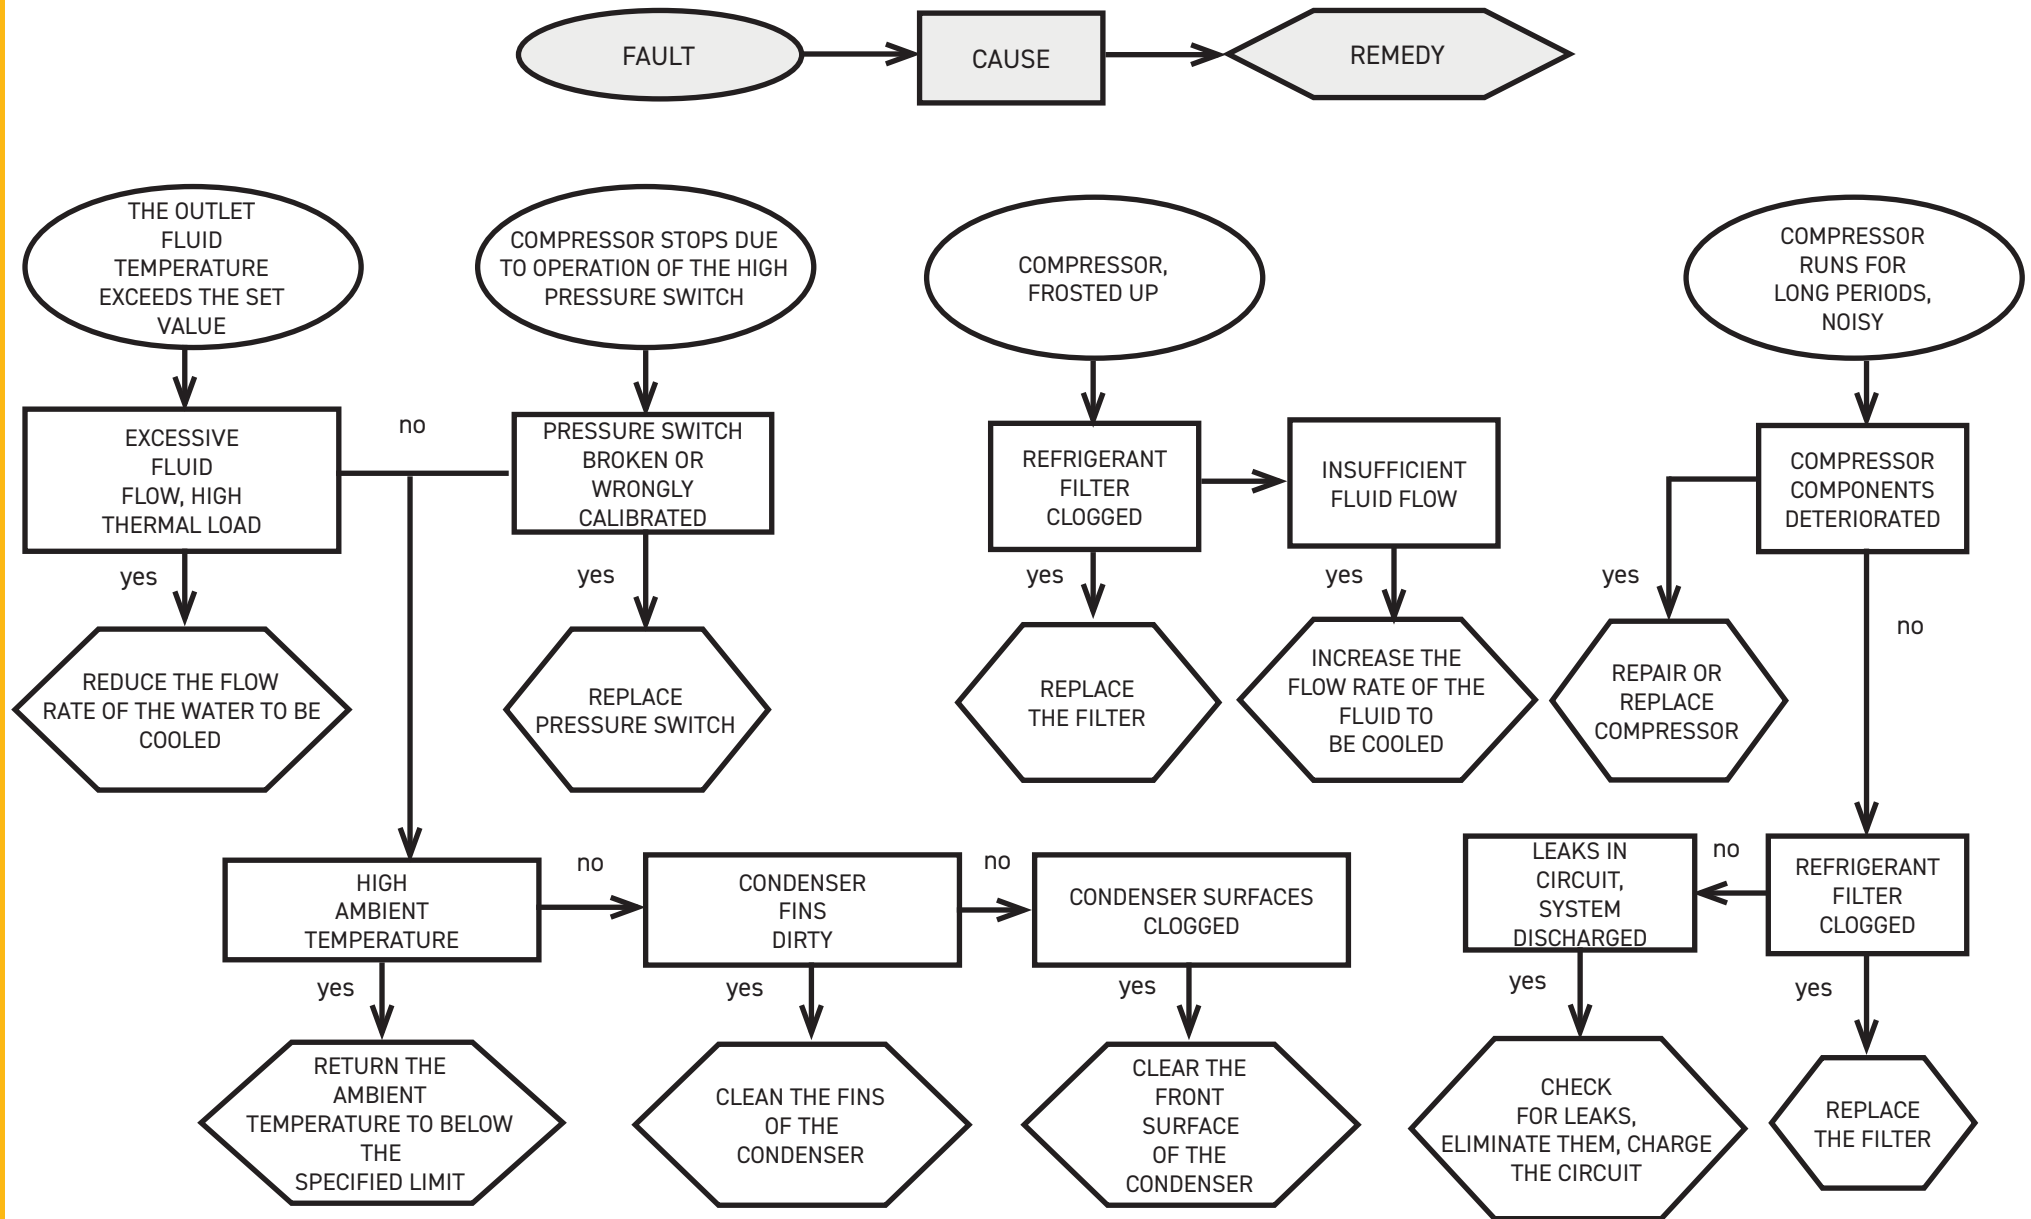 FAULT
CAUSE
REMEDY
THE OUTLET
FLUID
TEMPERATURE
EXCEEDS THE SET
VALUE
COMPRESSOR STOPS DUE
TO OPERATION OF THE HIGH
PRESSURE SWITCH
COMPRESSOR,
FROSTED UP
COMPRESSOR
RUNS FOR
LONG PERIODS,
NOISY
EXCESSIVE
FLUID
FLOW, HIGH
THERMAL LOAD
no
PRESSURE SWITCH
BROKEN OR
WRONGLY
CALIBRATED
REFRIGERANT
FILTER
CLOGGED
INSUFFICIENT
FLUID FLOW
COMPRESSOR
COMPONENTS
DETERIORATED
yes
yes
yes
yes
yes
no
REDUCE THE FLOW
RATE OF THE WATER TO BE
COOLED
REPLACE
PRESSURE SWITCH
REPLACE
THE FILTER
INCREASE THE
FLOW RATE OF THE
FLUID TO
BE COOLED
REPAIR OR
REPLACE
COMPRESSOR
HIGH
AMBIENT
TEMPERATURE
no
CONDENSER
FINS
DIRTY
no
CONDENSER SURFACES
CLOGGED
LEAKS IN
CIRCUIT,
SYSTEM
DISCHARGED
no
REFRIGERANT
FILTER
CLOGGED
yes
yes
yes
yes
yes
RETURN THE
AMBIENT
TEMPERATURE TO BELOW
THE
SPECIFIED LIMIT
CLEAN THE FINS
OF THE
CONDENSER
CLEAR THE
FRONT
SURFACE
OF THE
CONDENSER
CHECK
FOR LEAKS,
ELIMINATE THEM, CHARGE
THE CIRCUIT
REPLACE
THE FILTER